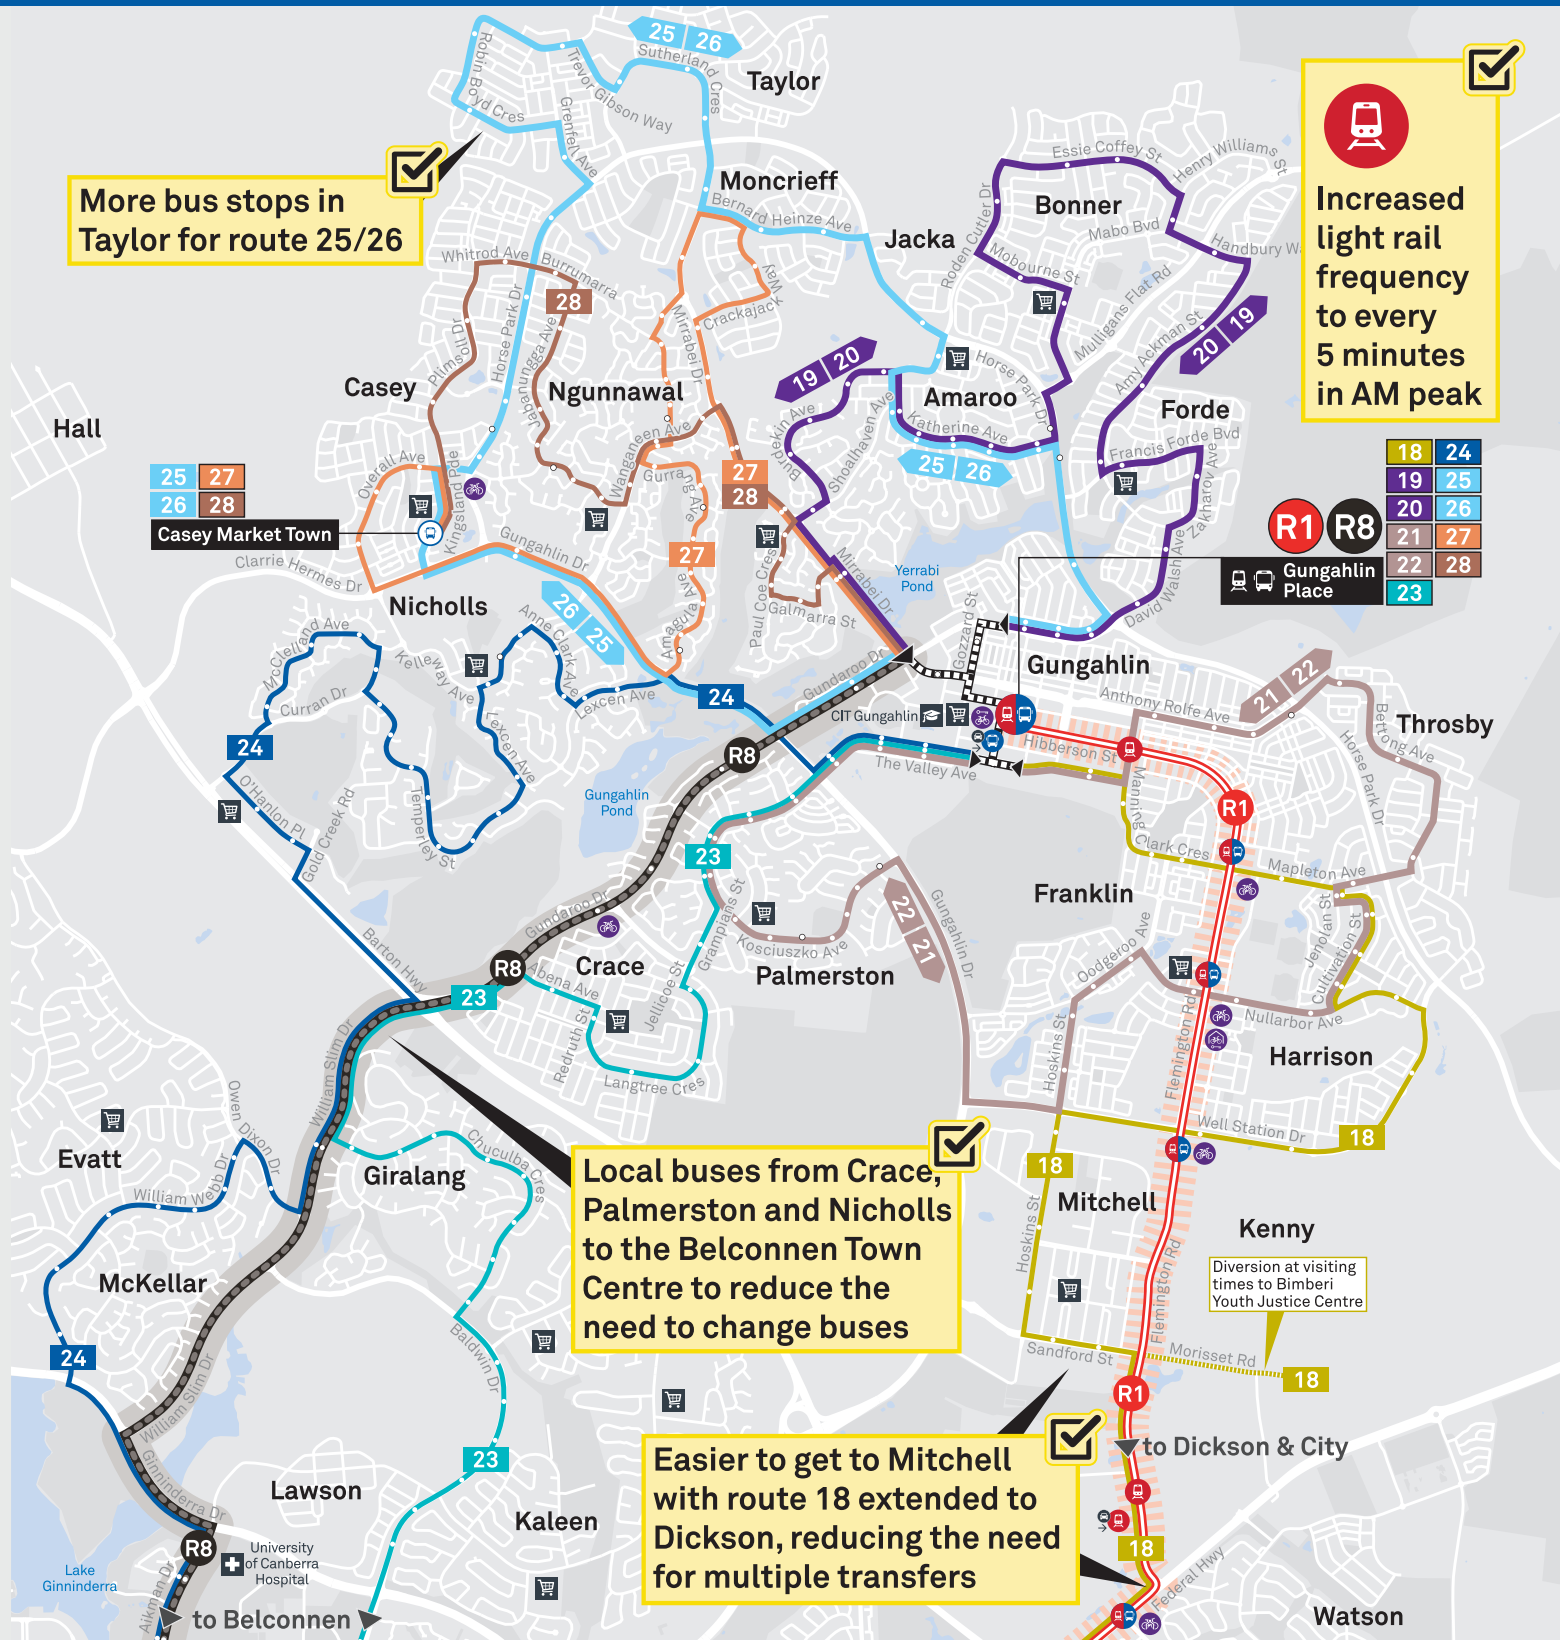 25 26
Sutherland Cres
Taylor
Robin Boyd Cres
Trevor Gibson Way
Grenfell Ave
More bus stops in
Taylor for route 25/26
Increased
light rail
frequency
to every
5 minutes
in AM peak
Moncrieff
Bernard Heinze Ave
Jacka
Essie Coffey St
Henry Williams St
Bonner
Mabo Bvd
Roden Cutler Dr
Mobourne St
Handbury Wa
Mulligans Flat Rd
Amy Ackman St
20 19
Whitrod Ave
Burrumarra
28
Horse Park Dr
Jabanungga Ave
Plimsoll Dr
Mirrabei Dr
Crackajack
Way
19 20
Horse Park Dr
Casey
Ngunnawal
Amaroo
Forde
Hall
Burdekin Ave
Shoalhaven Ave
Katherine Ave
25 26
Francis Forde Bvd
Zakharov Ave
Overall Ave
Wanganeen Ave
Gurrang Ave
27
28
25 27
26 28
Casey Market Town
Kingsland Pde
Clarrie Hermes Dr
Gungahlin Dr
27
Paul Coe Cres
Mirrabei Dr
Galmarra St
Yerrabi
Pond
18 24
19 25
20 26
21 27
22 28
23
R1 R8
Gungahlin
Place
Nicholls
Anne Clark Ave
26 25
Amagula Ave
Gozzard St
David Walsh Ave
McClelland Ave
Kelleway Ave
Curran Dr
Lexcen Ave
Lexcen Ave
24
Gundaroo Dr
Gungahlin
Anthony Rolfe Ave
21 22
Bettong Ave
Throsby
Horse Park Dr
CIT Gungahlin
Hibberson St
The Valley Ave
24
R8
O'Hanlon Pl
Gold Creek Rd
Temperley St
Gungahlin
Pond
R1
Manning Clark Cres
Mapleton Ave
23
Franklin
Grampians St
Gundaroo Dr
Kosciuszko Ave
22 21
Gungahlin Dr
Oodgeroo Ave
Jenolan St
Cultivation St
Barton Hwy
R8
Abena Ave
Crace
Palmerston
23
Jellicoe St
Redruth St
Langtree Cres
Nullarbor Ave
Harrison
Hoskins St
Fleming­ton Rd
William Slim Dr
Owen Dixon Dr
Well Station Dr
18
18
Evatt
Giralang
Chuculba Cres
William Webb Dr
Local buses from Crace,
Palmerston and Nicholls
to the Belconnen Town
Centre to reduce the
need to change buses
Mitchell
Kenny
Hoskins St
Flemington Rd
Diversion at visiting
times to Bimberi
Youth Justice Centre
McKellar
Baldwin Dr
Sandford St
Morisset Rd
18
24
William Slim Dr
William Slim Dr
R1
to Dickson & City
Ginninderra Dr
23
Lawson
Kaleen
Easier to get to Mitchell
with route 18 extended to
Dickson, reducing the need
for multiple transfers
18
Federal Hwy
R8
University
of Canberra
Hospital
Lake
Ginninderra
Aikman Dr
to Belconnen
Watson